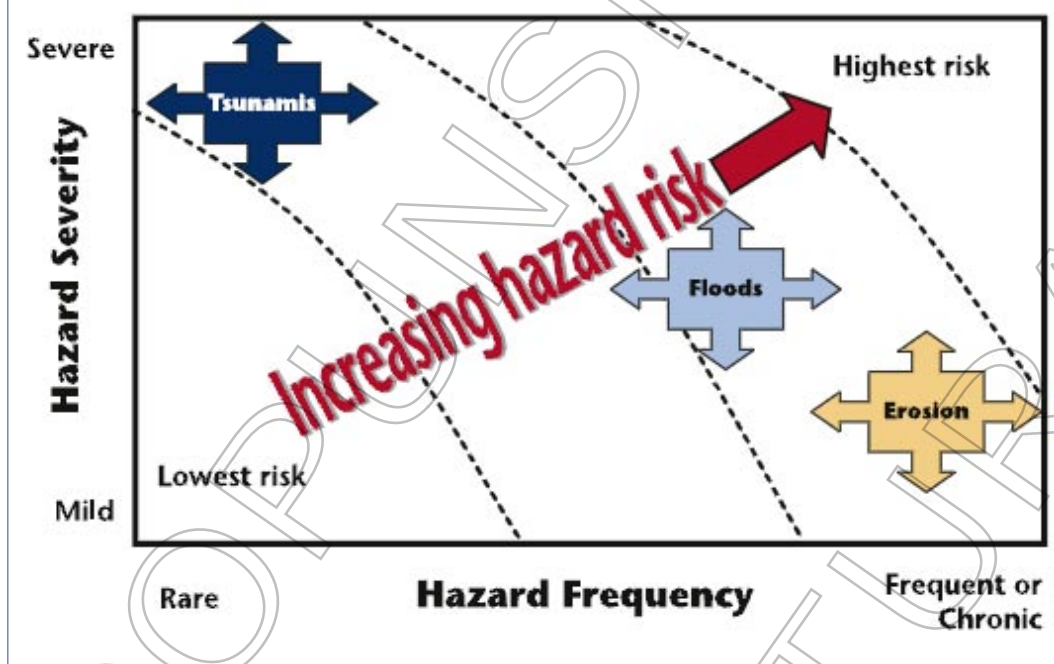 Severe
Tsunamis
Highest risk
Hazard Severity
Increasing hazard risk
Floods
Erosion
Lowest risk
Mild
Rare
Hazard Frequency
Frequent or
Chronic